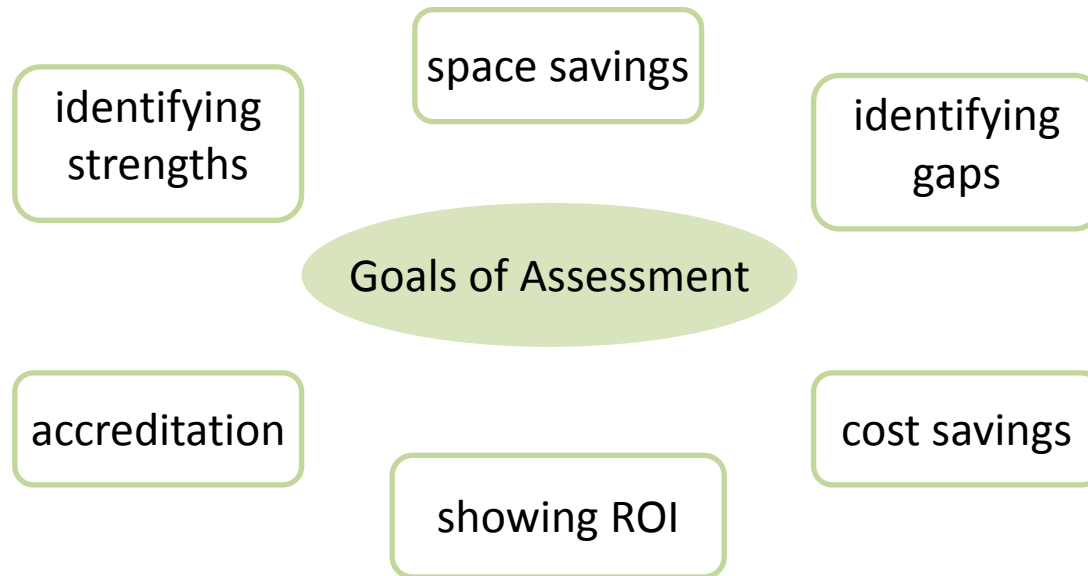 space savings
identifying
strengths
identifying
gaps
Goals of Assessment
accreditation
cost savings
showing ROI